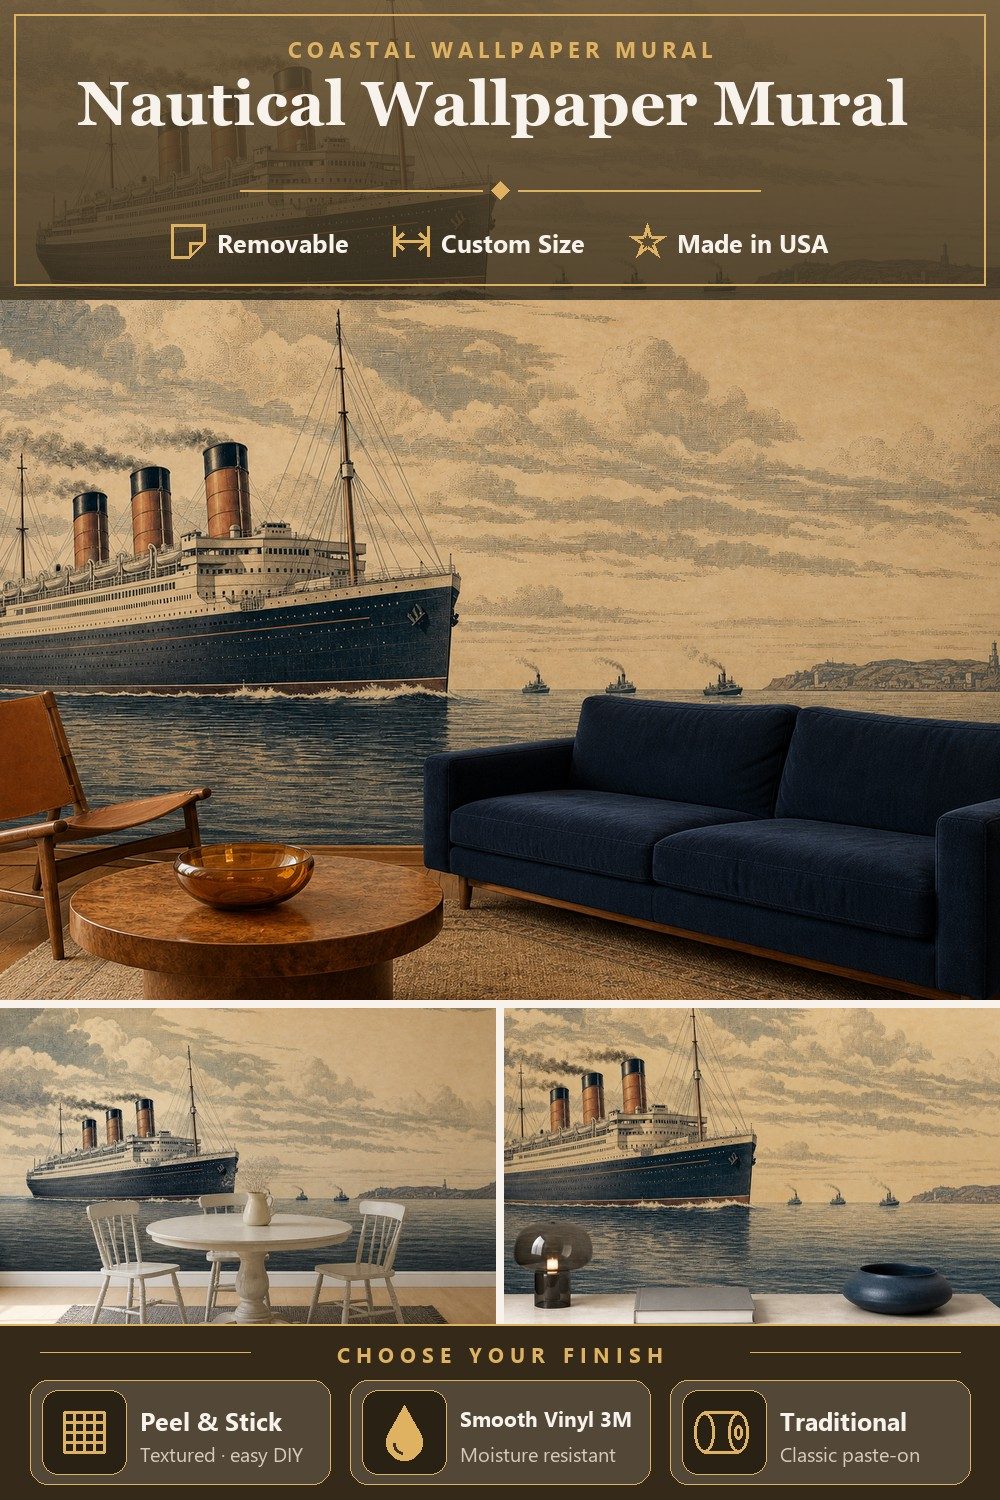 COASTAL WALLPAPER MURAL
Nautical Wallpaper Mural
Removable
Custom Size
Made in USA
CHOOSE YOUR FINISH
Peel & Stick
Textured · easy DIY
Smooth Vinyl 3M
Moisture resistant
Traditional
Classic paste-on